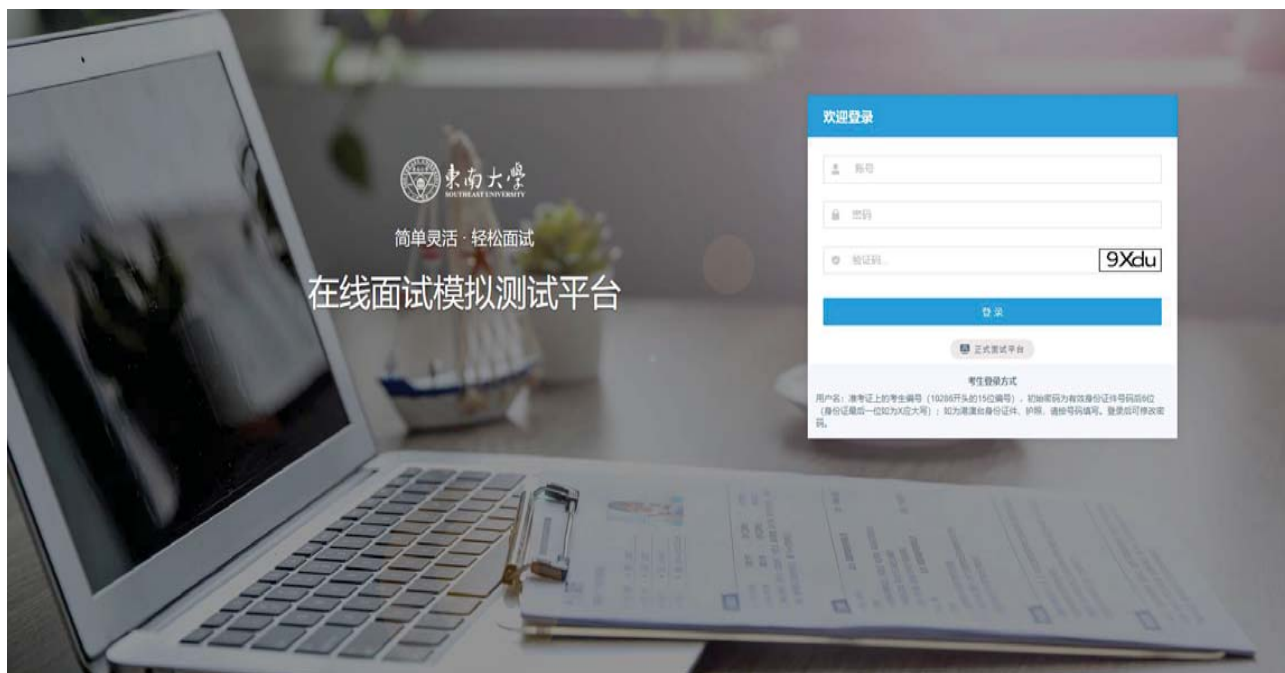 東南大學
SOUTHEAST UNIVERSITY
简单灵活 · 轻松面试
在线面试模拟测试平台
欢迎登录
账号
密码
验证码...
9Xdu
登 录
正式面试平台
考生登录方式
用户名：准考证上的考生编号（10286开头的15位编号），初始密码为有效身份证件号码后6位
（身份证最后一位如为X应大写）；如为港澳台身份证件、护照，请按号码填写。登录后可修改密
码。